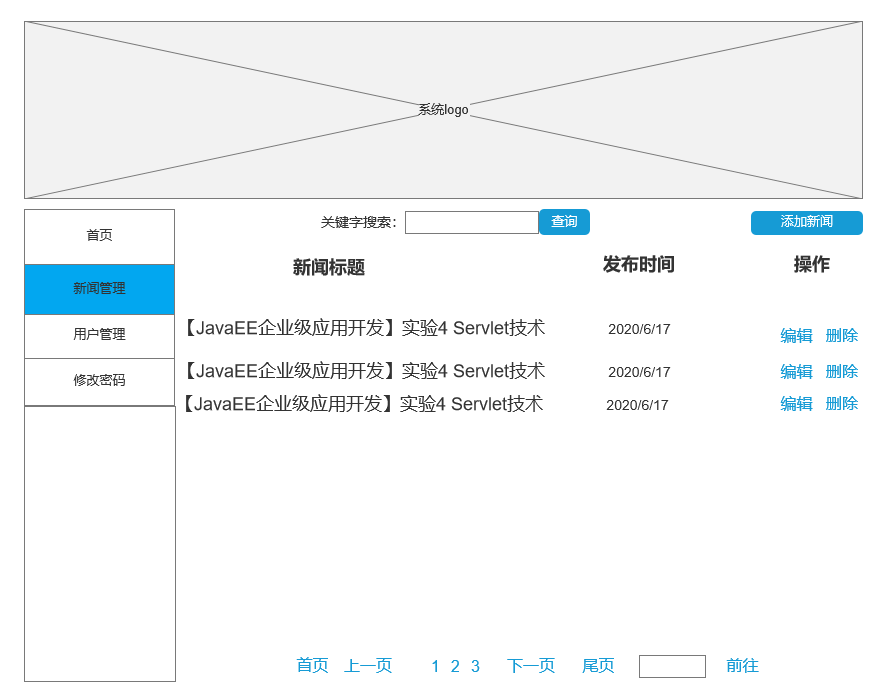 系统logo
首页
新闻管理
用户管理
修改密码
关键字搜索: 查询 添加新闻
新闻标题 发布时间 操作
【JavaEE企业级应用开发】实验4 Servlet技术 2020/6/17 编辑 删除
【JavaEE企业级应用开发】实验4 Servlet技术 2020/6/17 编辑 删除
【JavaEE企业级应用开发】实验4 Servlet技术 2020/6/17 编辑 删除
首页 上一页 1 2 3 下一页 尾页 前往